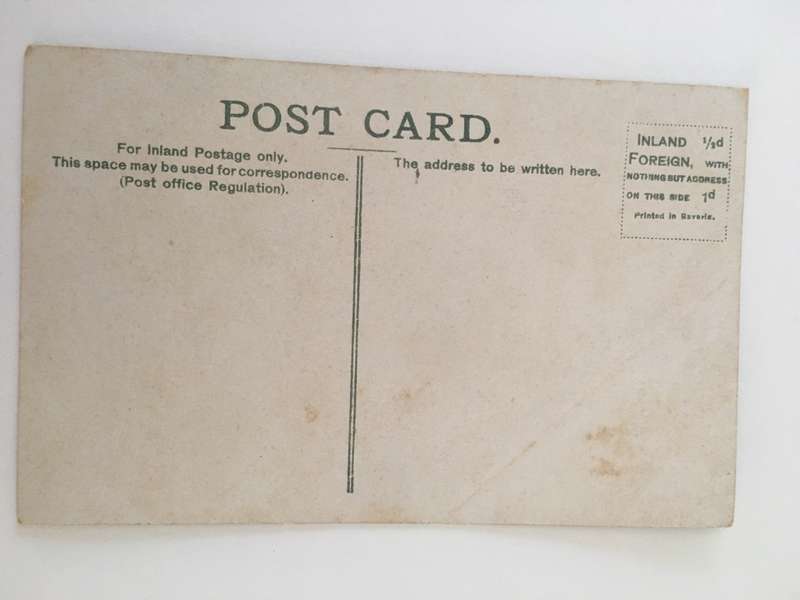 POST CARD.
For Inland Postage only.
This space may be used for correspondence.
(Post office Regulation).
The address to be written here.
INLAND ½d
FOREIGN, WITH
NOTHING BUT ADDRESS
ON THIS SIDE 1d
Printed in Bavaria.